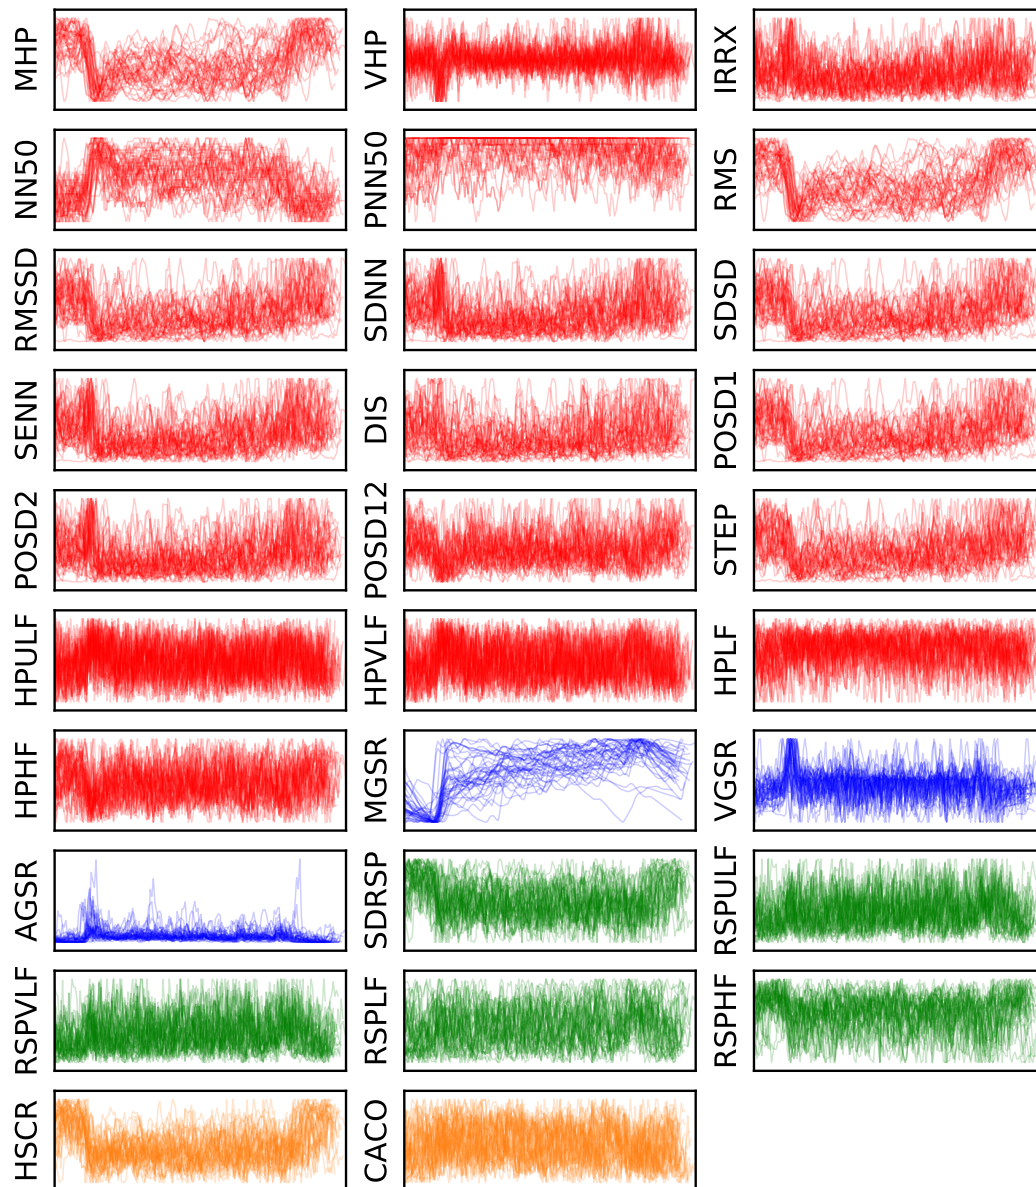 MHP
VHP
IRRX
NN50
PNN50
RMS
RMSSD
SDNN
SDSD
SENN
DIS
POSD1
POSD2
POSD12
STEP
HPULF
HPVLF
HPLF
HPHF
MGSR
VGSR
AGSR
SDRSP
RSPULF
RSPVLF
RSPLF
RSPHF
HSCR
CACO